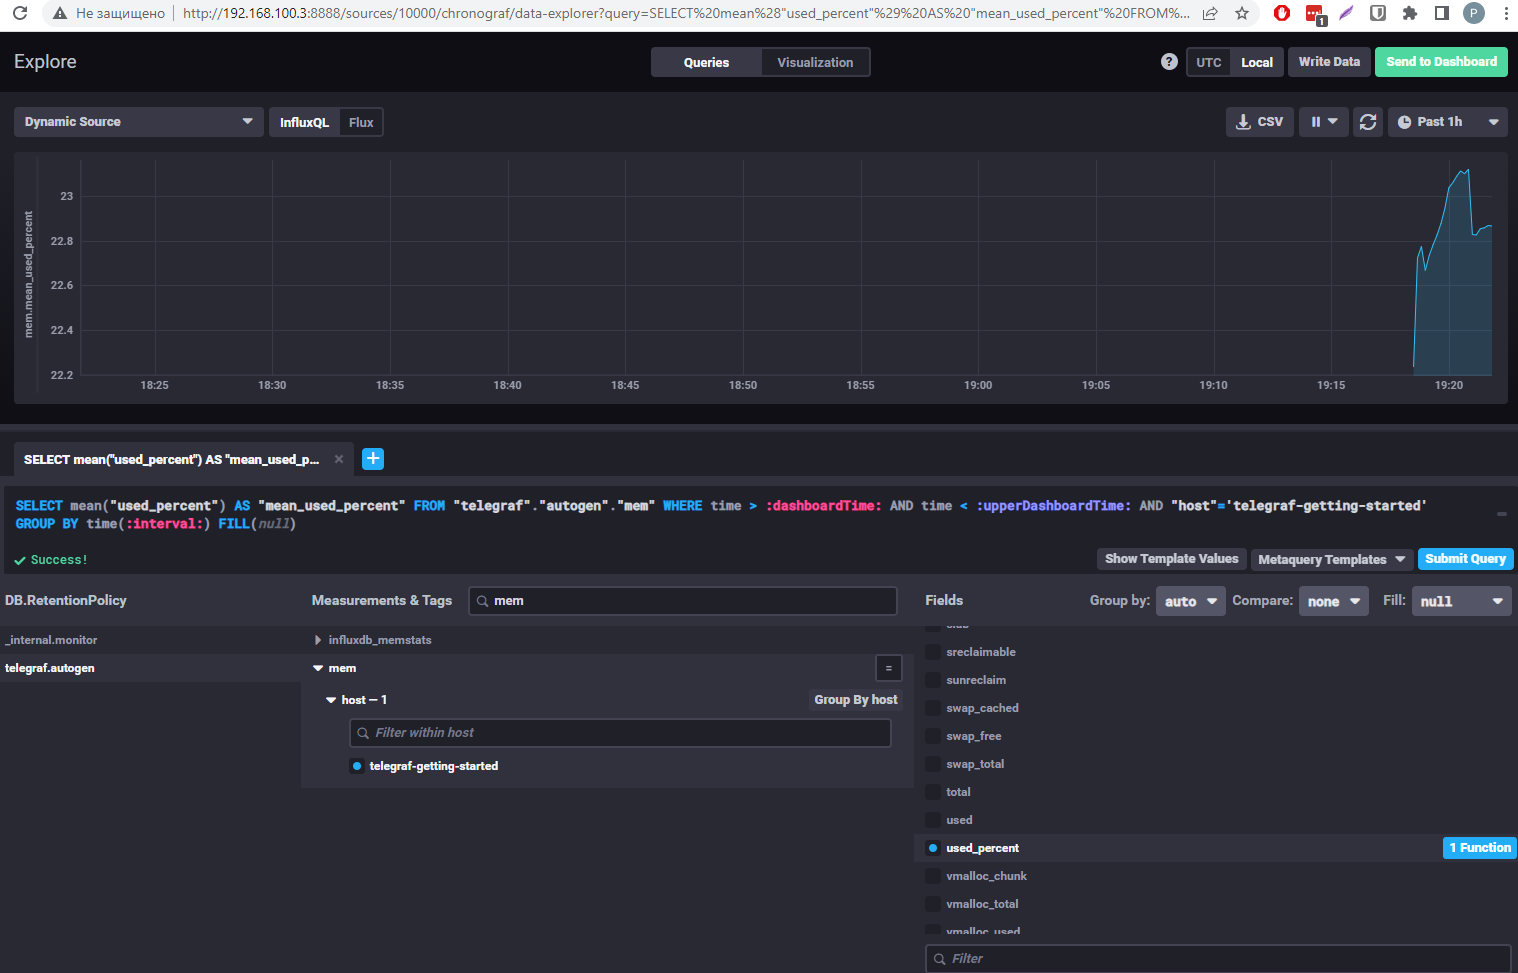 Не защищено
http://192.168.100.3:8888/sources/10000/chronograf/data-explorer?query=SELECT%20mean%28"used_percent"%29%20AS%20"mean_used_percent"%20FROM%...
1
P
Explore
Queries
Visualization
?
UTC
Local
Write Data
Send to Dashboard
Dynamic Source
InfluxQL
Flux
CSV
Past 1h
mem.mean_used_percent
23
22.8
22.6
22.4
22.2
18:25
18:30
18:35
18:40
18:45
18:50
18:55
19:00
19:05
19:10
19:15
19:20
SELECT mean("used_percent") AS "mean_used_p...
SELECT mean("used_percent") AS "mean_used_percent" FROM "telegraf"."autogen"."mem" WHERE time > :dashboardTime: AND time < :upperDashboardTime: AND "host"='telegraf-getting-started'
GROUP BY time(:interval:) FILL(null)
Success!
Show Template Values
Metaquery Templates
Submit Query
DB.RetentionPolicy
_internal.monitor
telegraf.autogen
Measurements & Tags
mem
influxdb_memstats
mem
=
host — 1
Group By host
Filter within host
telegraf-getting-started
Fields
Group by:
auto
Compare:
none
Fill:
null
slab
sreclaimable
sunreclaim
swap_cached
swap_free
swap_total
total
used
used_percent
1 Function
vmalloc_chunk
vmalloc_total
vmalloc_used
Filter